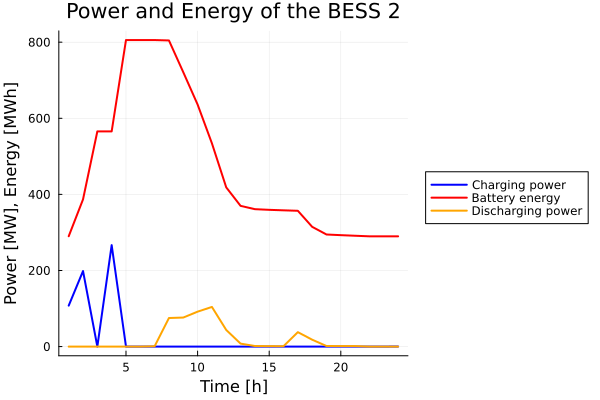 Power and Energy of the BESS 2
Power [MW], Energy [MWh]
800
600
400
200
0
5
10
15
20
Time [h]
Charging power
Battery energy
Discharging power